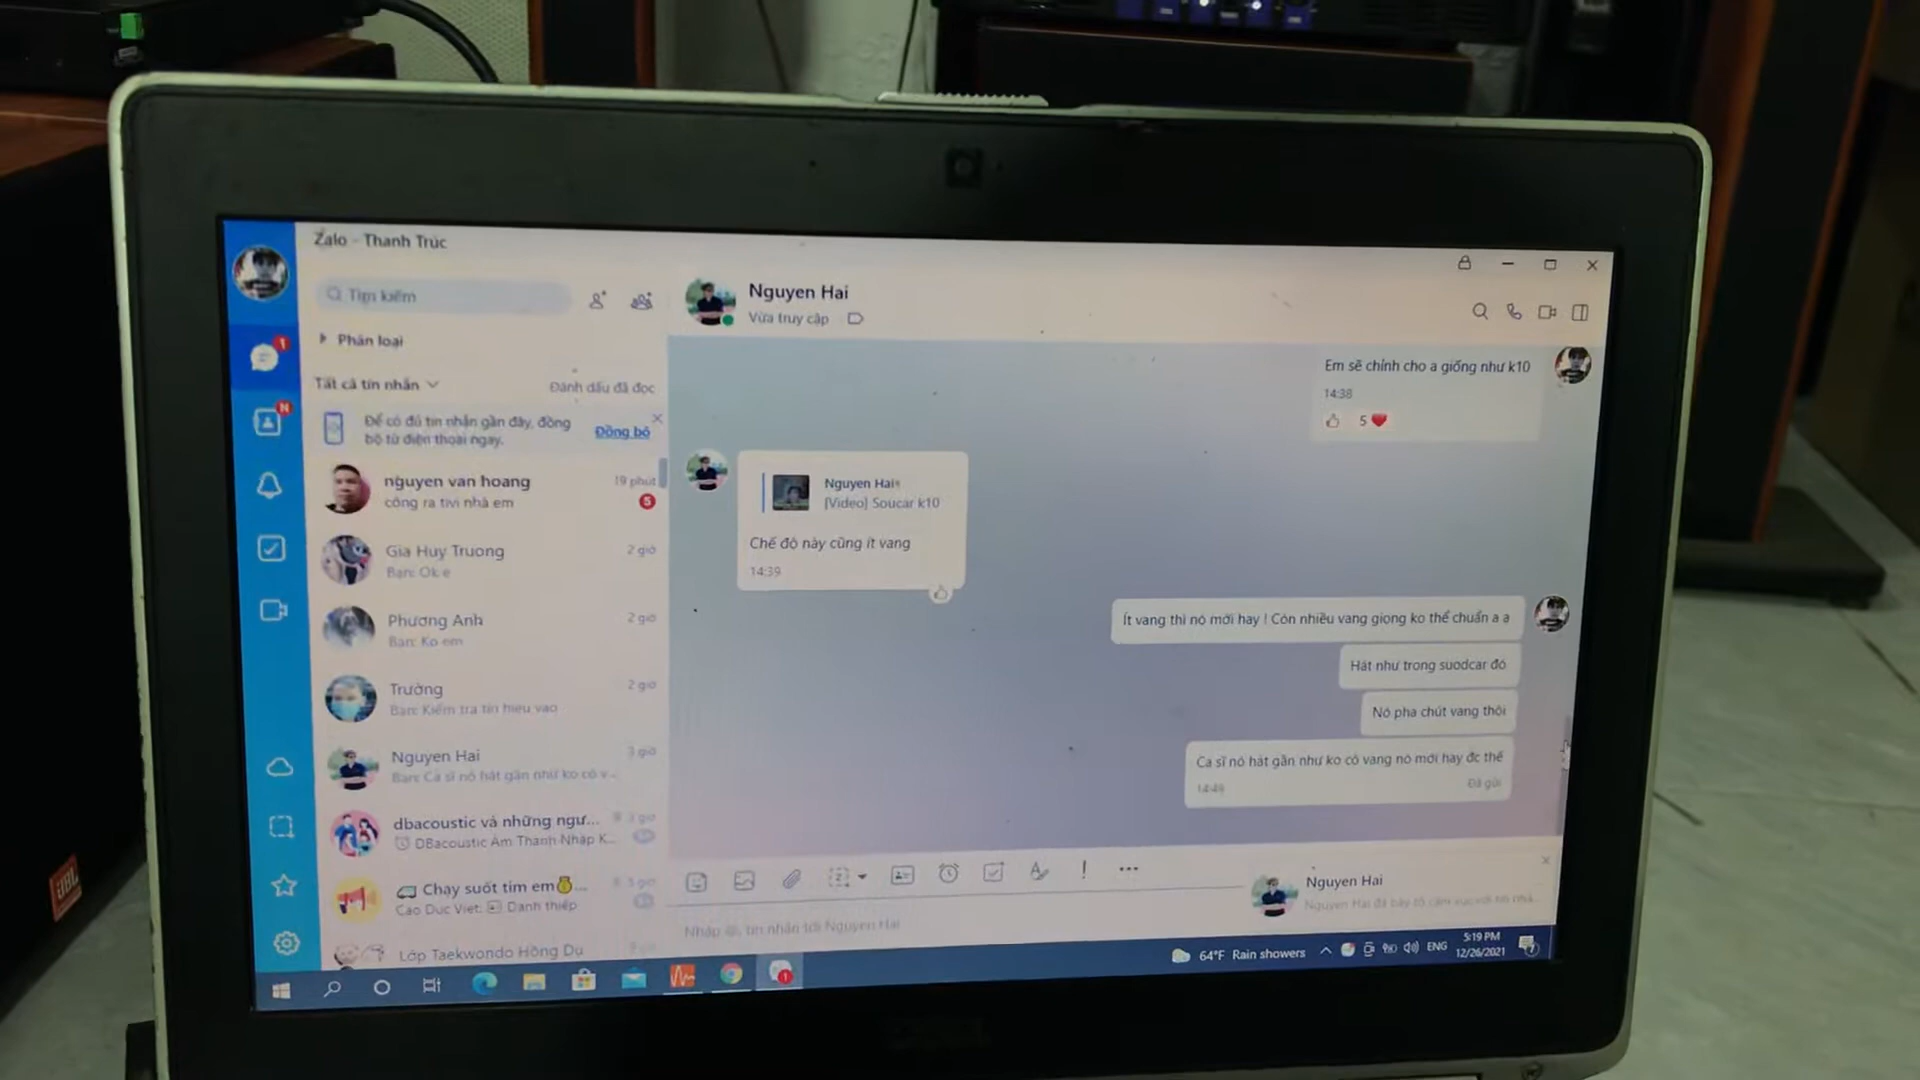 Zalo - Thanh Trúc
Tìm kiếm
Phân loại
Tất cả tin nhắn
Đánh dấu đã đọc
Để có đủ tin nhắn gần đây, đồng
bộ từ điện thoại ngay.
Đồng bộ
nguyen van hoang
19 phút
công ra tivi nhà em
5
Gia Huy Truong
2 giờ
Bạn: Ok e
Phương Anh
2 giờ
Bạn: Ko em
Trường
2 giờ
Bạn: Kiểm tra tín hiệu vào
Nguyen Hai
3 giờ
Bạn: Ca sĩ nó hát gần như ko có v...
dbacoustic và những ngư...
3 giờ
DBacoustic Âm Thanh Nhập K...
Chạy suốt tim em...
Cao Duc Viet: Danh thiếp
Lớp Taekwondo Hồng Dụ
Nguyen Hai
Vừa truy cập
Em sẽ chỉnh cho a giống như k10
14:38
5
Nguyen Hai
[Video] Soucar k10
Chế độ này cũng ít vang
14:39
Ít vang thì nó mới hay ! Còn nhiều vang giọng ko thể chuẩn a ạ
Hát như trong suodcar đó
Nó pha chút vang thôi
Ca sĩ nó hát gần như ko có vang nó mới hay đc thế
14:49
Đã gửi
Nhập @, tin nhắn tới Nguyen Hai
Nguyen Hai
Nguyen Hai đã bày tỏ cảm xúc với tin nhắ...
64°F Rain showers
ENG
5:19 PM
12/26/2021
JBL